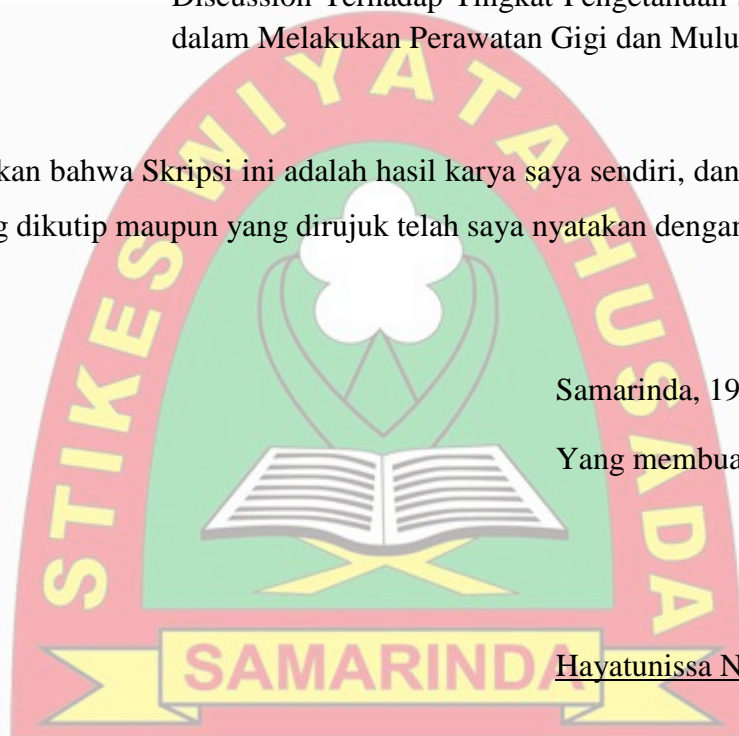 Discussion Terhadap Tingkat Pengetahuan
dalam Melakukan Perawatan Gigi dan Mulu
kan bahwa Skripsi ini adalah hasil karya saya sendiri, dan
g dikutip maupun yang dirujuk telah saya nyatakan dengan
Samarinda, 19
Yang membua
Hayatunissa N
STIKES WIYATA HUSADA
SAMARINDA